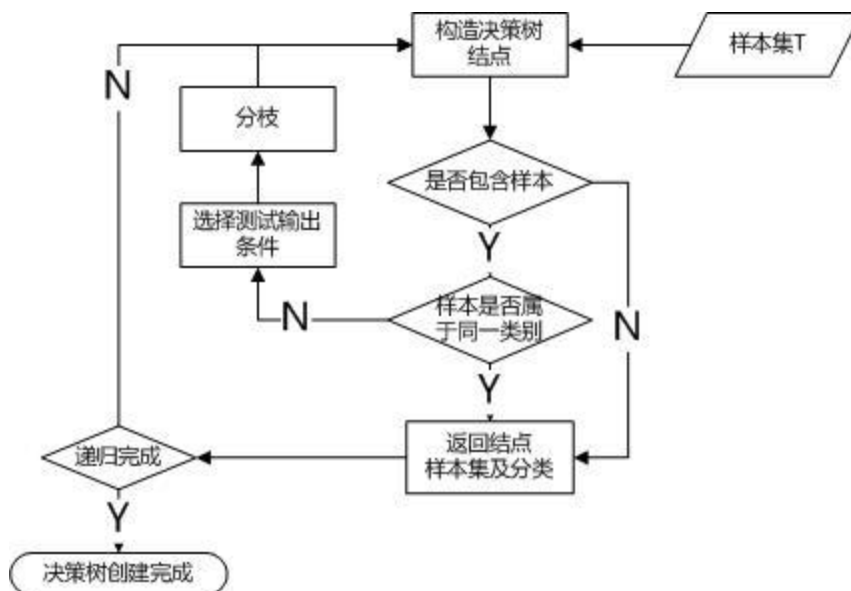 构造决策树
结点
样本集T
N
分枝
是否包含样本
选择测试输出
条件
Y
N
样本是否属
于同一类别
N
Y
返回结点
样本集及分类
递归完成
Y
决策树创建完成